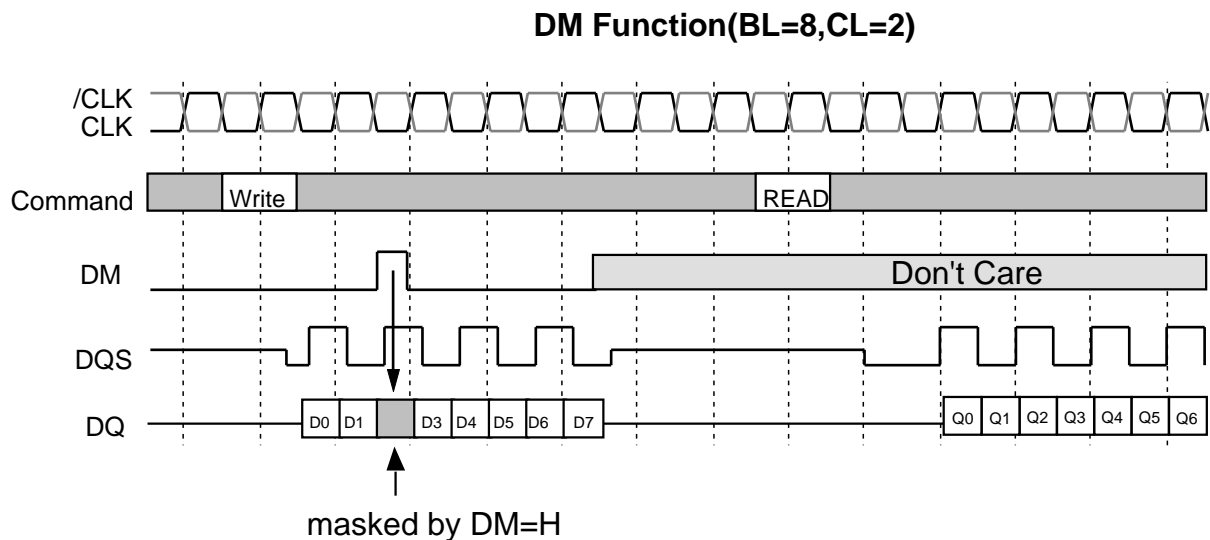 DM Function(BL=8,CL=2)
/CLK
CLK
Command Write READ
DM Don't Care
DQS
DQ D0 D1 D3 D4 D5 D6 D7 Q0 Q1 Q2 Q3 Q4 Q5 Q6
masked by DM=H